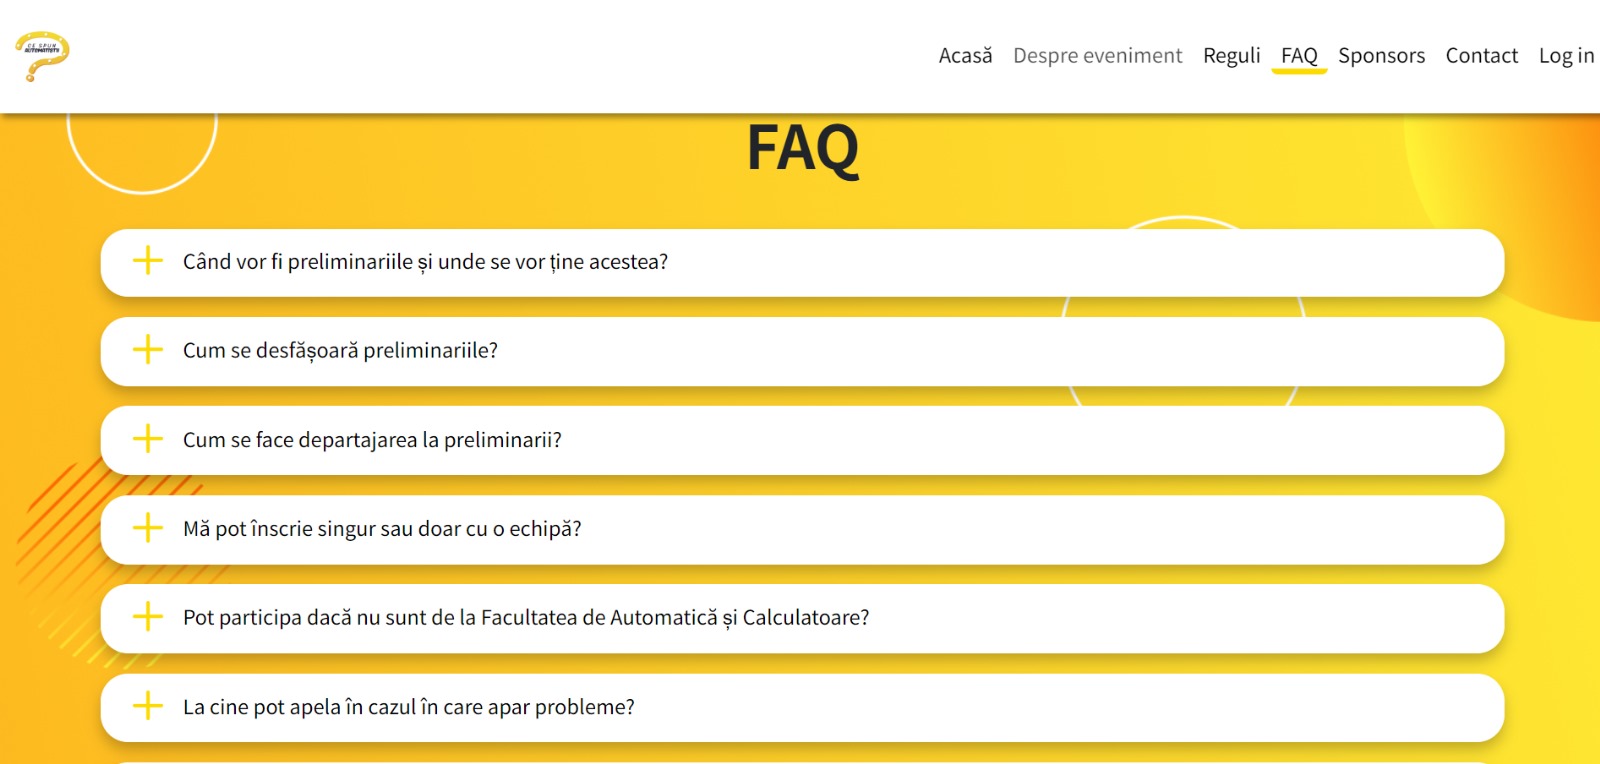 CE SPUN
AUTOMATIȘTII
Acasă Despre eveniment Reguli FAQ Sponsors Contact Log in
FAQ
Când vor fi preliminariile și unde se vor ține acestea?
Cum se desfășoară preliminariile?
Cum se face departajarea la preliminarii?
Mă pot înscrie singur sau doar cu o echipă?
Pot participa dacă nu sunt de la Facultatea de Automatică și Calculatoare?
La cine pot apela în cazul în care apar probleme?